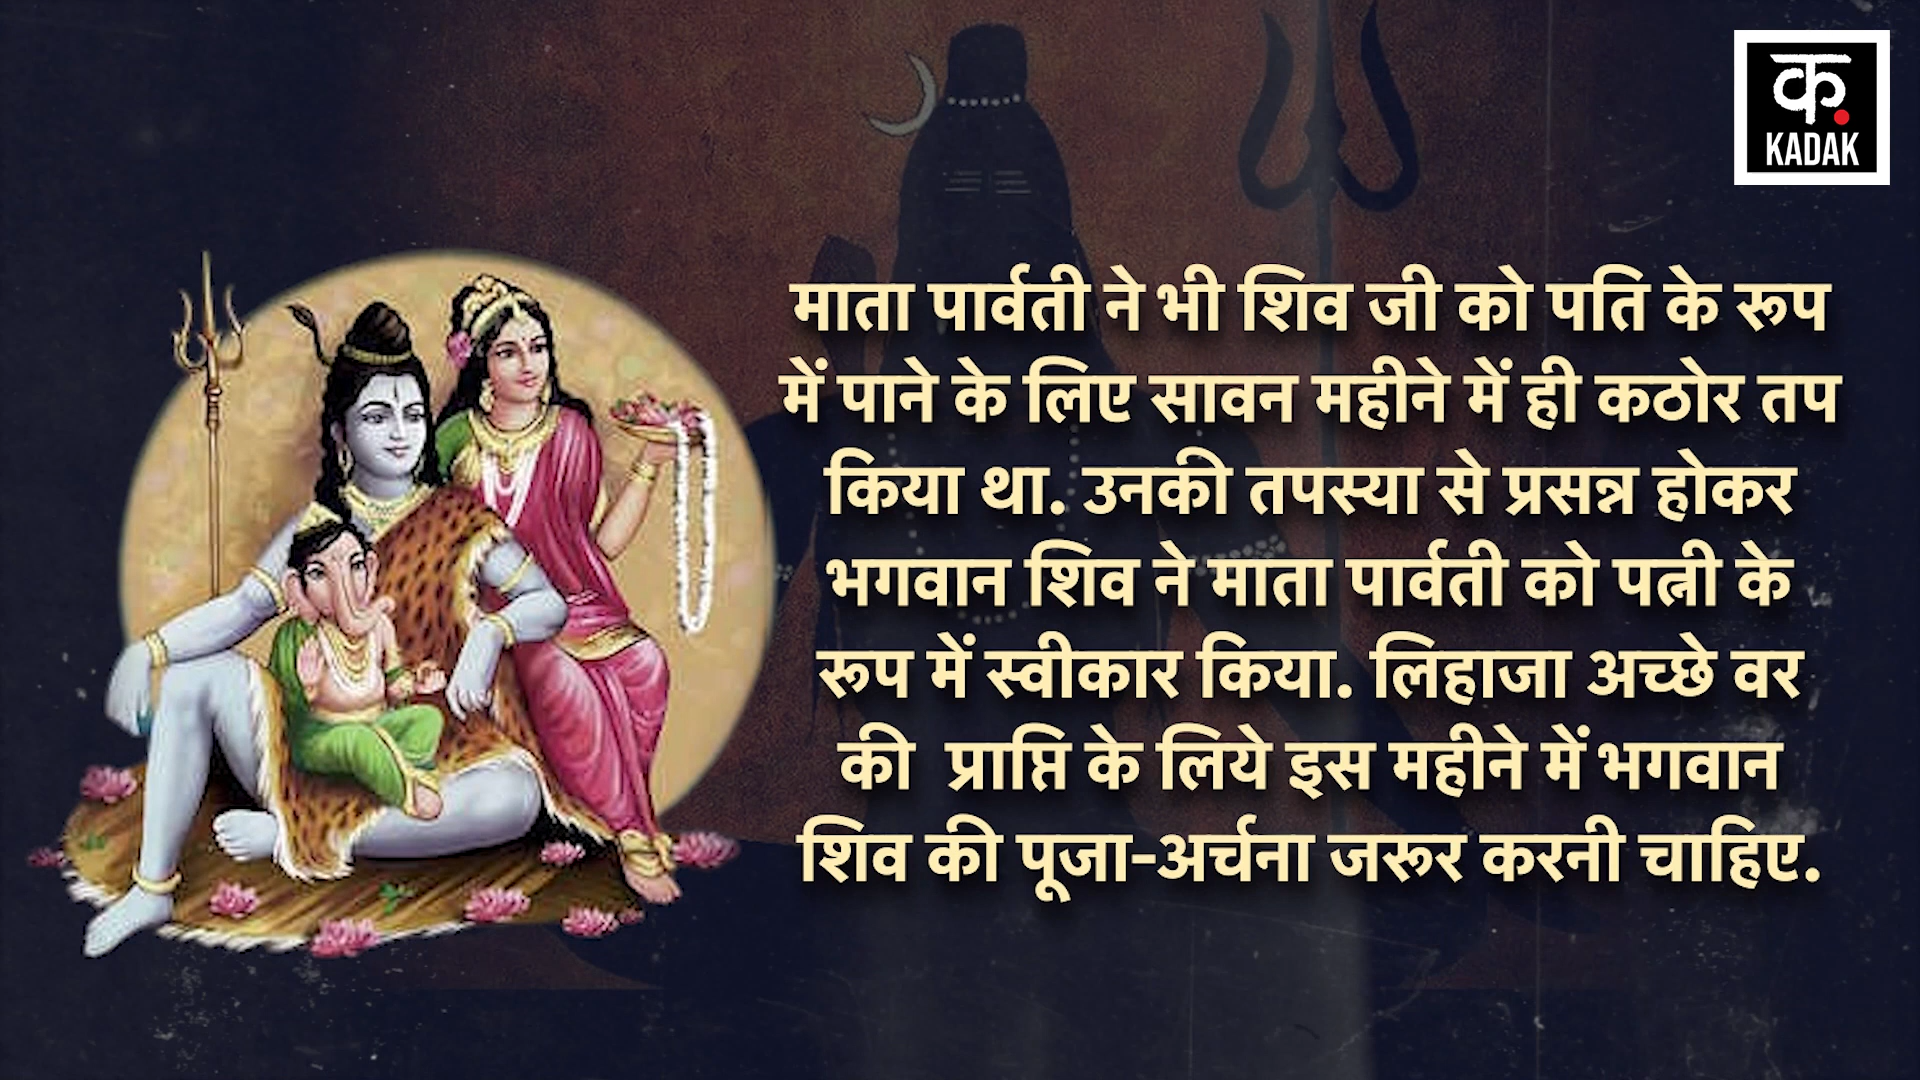 क
KADAK
माता पार्वती ने भी शिव जी को पति के रूप
में पाने के लिए सावन महीने में ही कठोर तप
किया था. उनकी तपस्या से प्रसन्न होकर
भगवान शिव ने माता पार्वती को पत्नी के
रूप में स्वीकार किया. लिहाजा अच्छे वर
की प्राप्ति के लिये इस महीने में भगवान
शिव की पूजा-अर्चना जरूर करनी चाहिए.